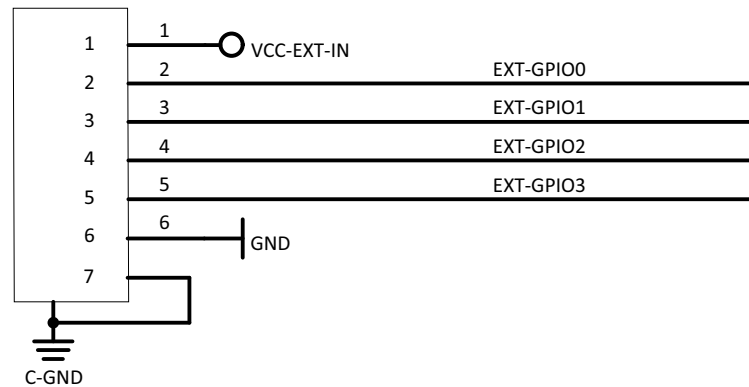 1 1 VCC-EXT-IN
2 2 EXT-GPIO0
3 3 EXT-GPIO1
4 4 EXT-GPIO2
5 5 EXT-GPIO3
6 6 GND
7
C-GND